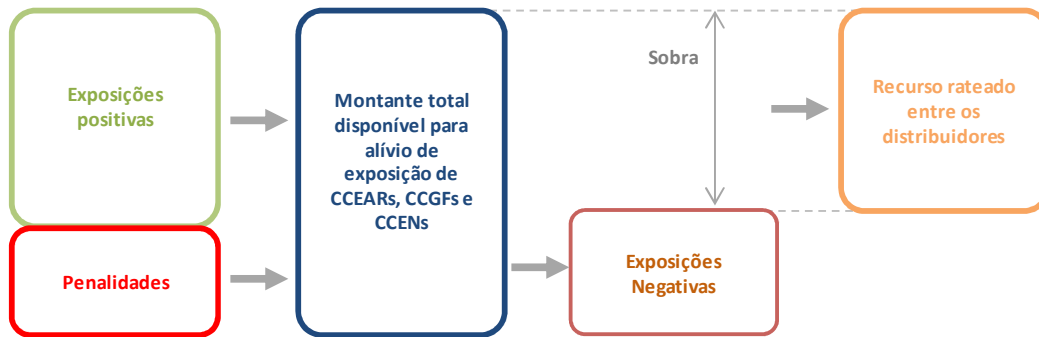 Exposições
positivas
Penalidades
Montante total
disponível para
alívio de
exposição de
CCEARs, CCGFs e
CCENs
Sobra
Exposições
Negativas
Recurso rateado
entre os
distribuidores